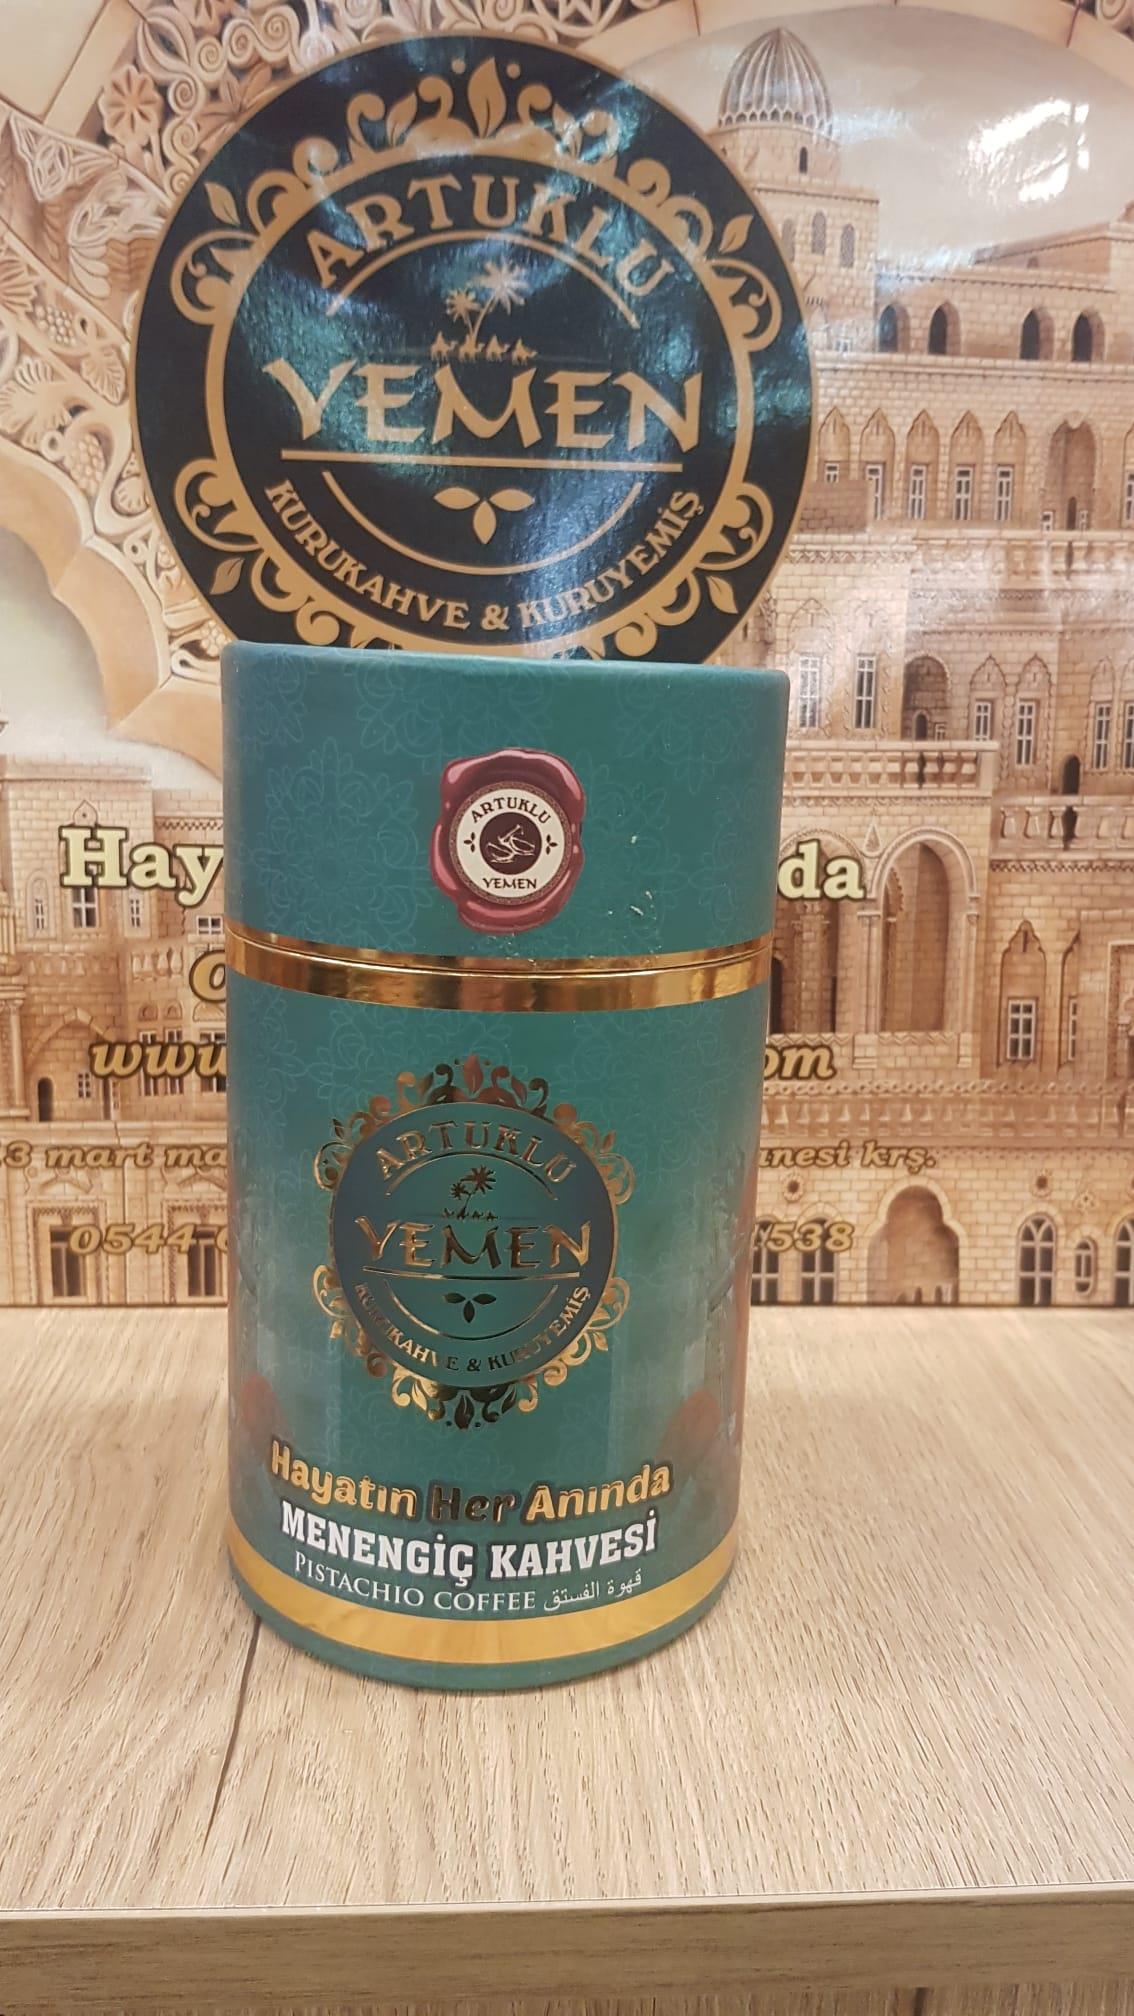 ARTUKLU
YEMEN
KURUKAHVE & KURUYEMİŞ
ARTUKLU
YEMEN
Hay
da
www.
om
3 mart ma
anesi krş.
0544
538
ARTUKLU
YEMEN
KURUKAHVE & KURUYEMİŞ
Hayatın Her Anında
MENENGİÇ KAHVESİ
PISTACHIO COFFEE قهوة الفستق